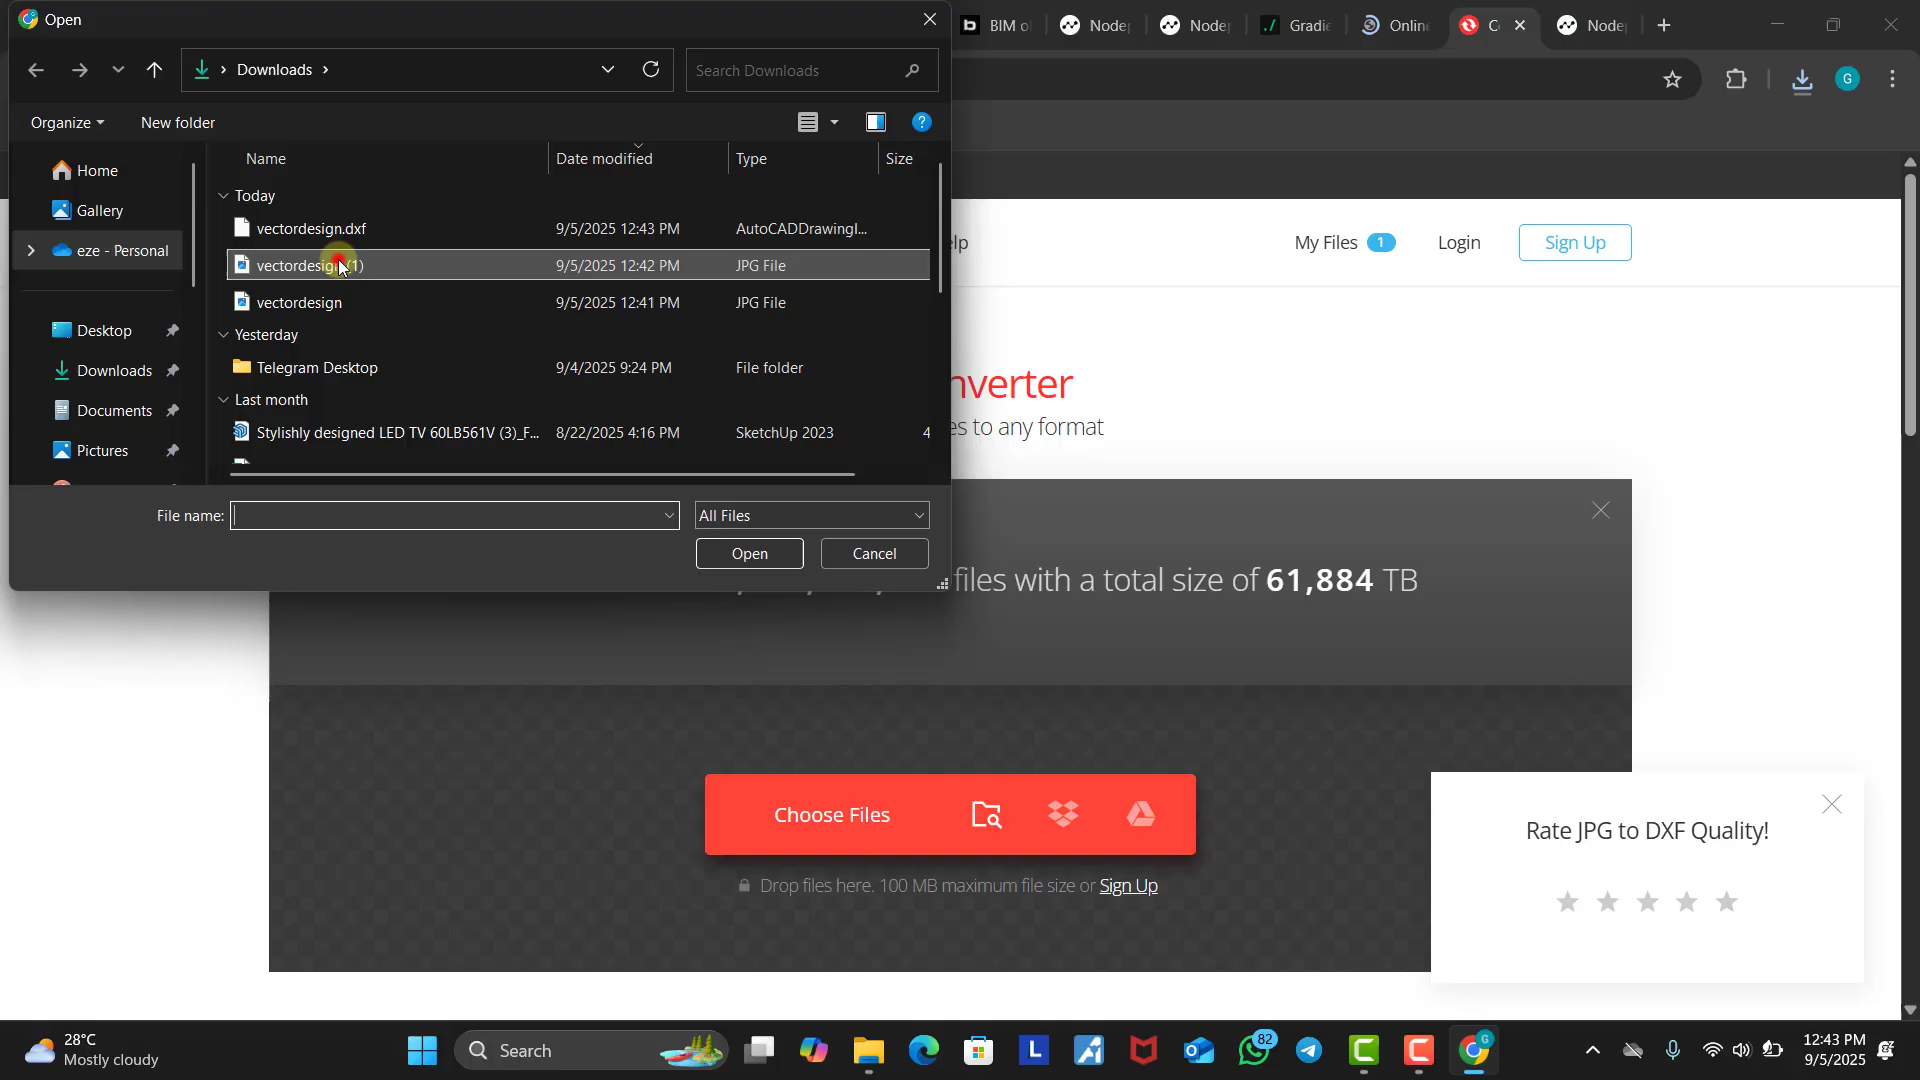 Open
BIM o
Node
Node
Gradie
Online
C
Node
Downloads
Search Downloads
G
Organize
New folder
Home
Gallery
eze - Personal
Desktop
Downloads
Documents
Pictures
Name
Date modified
Type
Size
Today
vectordesign.dxf
9/5/2025 12:43 PM
AutoCADDrawingI...
vectordesign (1)
9/5/2025 12:42 PM
JPG File
vectordesign
9/5/2025 12:41 PM
JPG File
Yesterday
Telegram Desktop
9/4/2025 9:24 PM
File folder
Last month
Stylishly designed LED TV 60LB561V (3)_F...
8/22/2025 4:16 PM
SketchUp 2023
4
File name:
All Files
Open
Cancel
lp
My Files 1
Login
Sign Up
nverter
es to any format
files with a total size of 61,884 TB
Choose Files
Drop files here. 100 MB maximum file size or Sign Up
Rate JPG to DXF Quality!
28°C
Mostly cloudy
Search
L
82
G
12:43 PM
9/5/2025